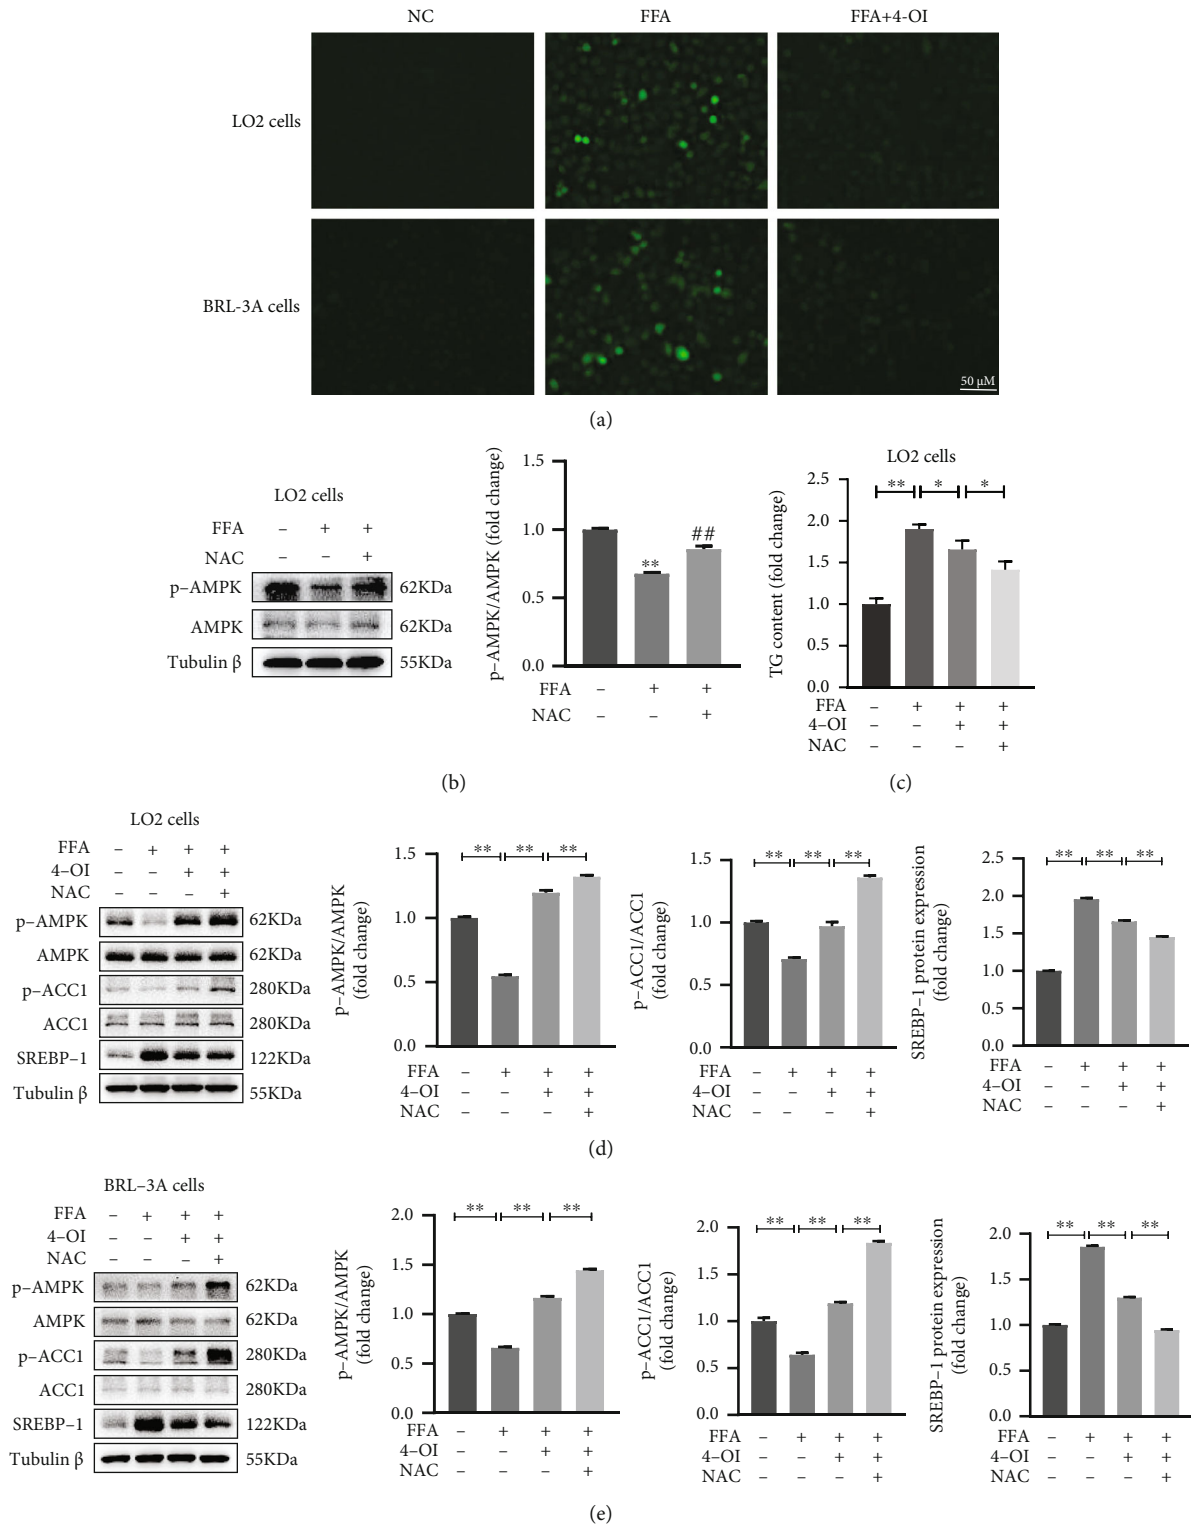 NC FFA FFA+4-OI
LO2 cells
BRL-3A cells
50 μM
(a)
LO2 cells
FFA – + +
NAC – – +
p–AMPK 62KDa
AMPK 62KDa
Tubulin β 55KDa
p–AMPK/AMPK (fold change)
1.5
1.0
0.5
0.0
**
##
FFA – + +
NAC – – +
(b)
LO2 cells
TG content (fold change)
2.5
2.0
1.5
1.0
0.5
0.0
** * *
FFA – + + +
4–OI – – + +
NAC – – – +
(c)
LO2 cells
FFA – + + +
4–OI – – + +
NAC – – – +
p–AMPK 62KDa
AMPK 62KDa
p–ACC1 280KDa
ACC1 280KDa
SREBP–1 122KDa
Tubulin β 55KDa
p–AMPK/AMPK
(fold change)
1.5
1.0
0.5
0.0
** ** **
FFA – + + +
4–OI – – + +
NAC – – – +
p–ACC1/ACC1
(fold change)
1.5
1.0
0.5
0.0
** ** **
FFA – + + +
4–OI – – + +
NAC – – – +
SREBP–1 protein expression
(fold change)
2.5
2.0
1.5
1.0
0.5
0.0
** ** **
FFA – + + +
4–OI – – + +
NAC – – – +
(d)
BRL–3A cells
FFA – + + +
4–OI – – + +
NAC – – – +
p–AMPK 62KDa
AMPK 62KDa
p–ACC1 280KDa
ACC1 280KDa
SREBP–1 122KDa
Tubulin β 55KDa
p–AMPK/AMPK
(fold change)
2.0
1.5
1.0
0.5
0.0
** ** **
FFA – + + +
4–OI – – + +
NAC – – – +
p–ACC1/ACC1
(fold change)
2.0
1.5
1.0
0.5
0.0
** ** **
FFA – + + +
4–OI – – + +
NAC – – – +
SREBP–1 protein expression
(fold change)
2.0
1.5
1.0
0.5
0.0
** ** **
FFA – + + +
4–OI – – + +
NAC – – – +
(e)